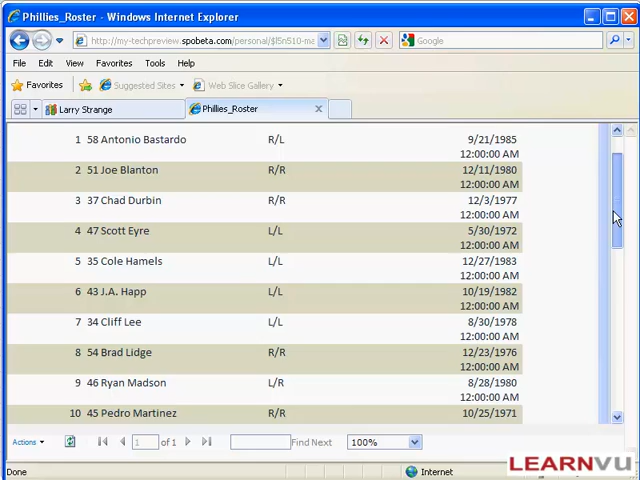 Phillies_Roster - Windows Internet Explorer
http://my-techpreview.spobeta.com/personal/$l5n510-ma
Google
File Edit View Favorites Tools Help
Favorites Suggested Sites Web Slice Gallery
Larry Strange Phillies_Roster
1 58 Antonio Bastardo R/L 9/21/1985
12:00:00 AM
2 51 Joe Blanton R/R 12/11/1980
12:00:00 AM
3 37 Chad Durbin R/R 12/3/1977
12:00:00 AM
4 47 Scott Eyre L/L 5/30/1972
12:00:00 AM
5 35 Cole Hamels L/L 12/27/1983
12:00:00 AM
6 43 J.A. Happ L/L 10/19/1982
12:00:00 AM
7 34 Cliff Lee L/L 8/30/1978
12:00:00 AM
8 54 Brad Lidge R/R 12/23/1976
12:00:00 AM
9 46 Ryan Madson L/R 8/28/1980
12:00:00 AM
10 45 Pedro Martinez R/R 10/25/1971
Actions 1 of 1 Find Next 100%
Done Internet
LEARNVU